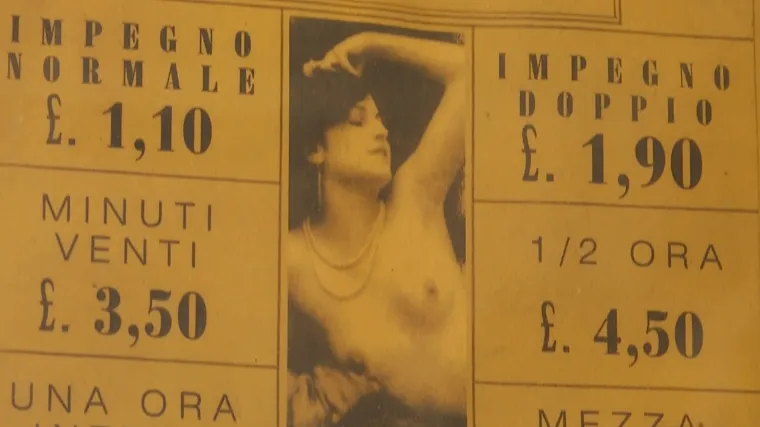 IMPEGNO
NORMALE
£. 1,10
MINUTI
VENTI
£. 3,50
UNA ORA
IMPEGNO
DOPPIO
£. 1,90
1/2 ORA
£. 4,50
MEZZA